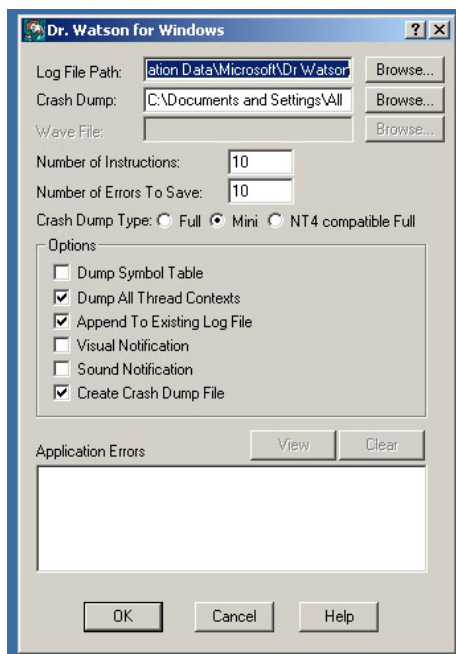 Dr. Watson for Windows
Log File Path: ation Data\Microsoft\Dr Watson Browse...
Crash Dump: C:\Documents and Settings\All Browse...
Wave File: Browse...
Number of Instructions: 10
Number of Errors To Save: 10
Crash Dump Type: Full Mini NT4 compatible Full
Options
Dump Symbol Table
Dump All Thread Contexts
Append To Existing Log File
Visual Notification
Sound Notification
Create Crash Dump File
Application Errors View Clear
OK Cancel Help